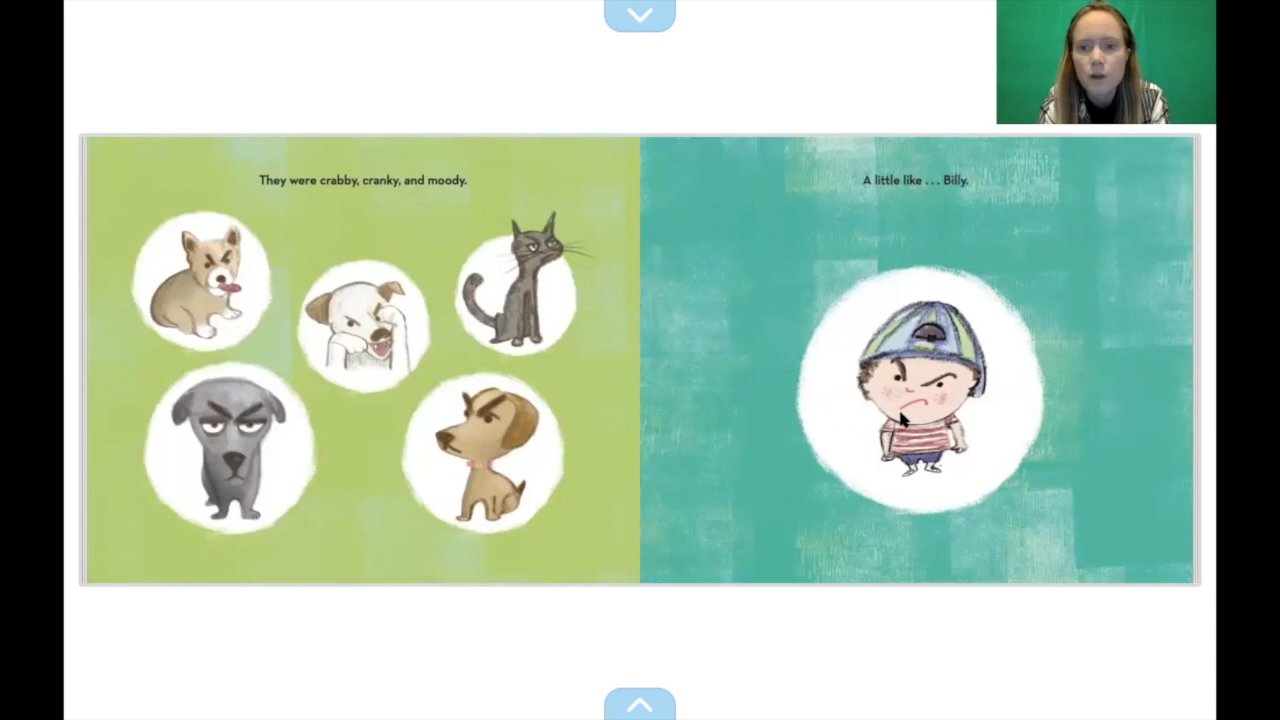 They were crabby, cranky, and moody.
A little like . . . Billy.